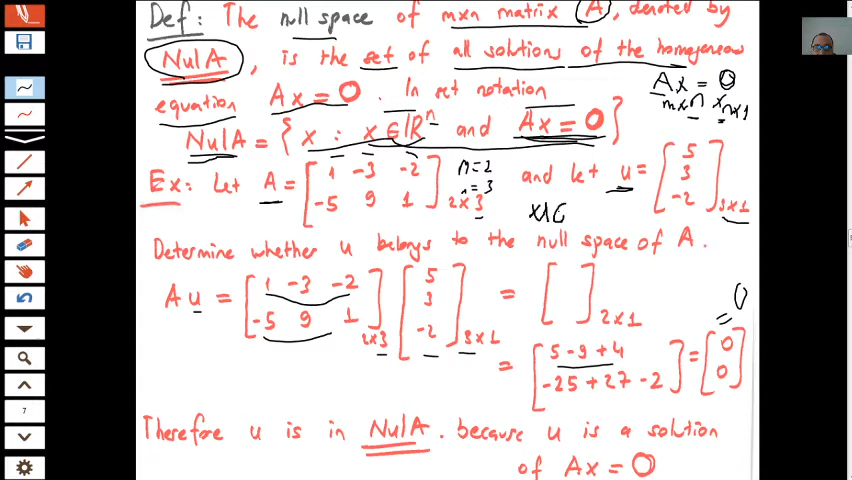 Def: The null space of mxn matrix A, denoted by
Nul A, is the set of all solutions of the homogeneous
equation Ax = 0. In set notation
Ax = 0
mxn nx1
Nul A = { x : x ∈ ℝ^n and Ax = 0 }
Ex: Let A = [ 1 -3 -2 ; -5 9 1 ] 2x3 and let u = [ 5 ; 3 ; -2 ] 3x1
m=2
n=3
Determine whether u belongs to the null space of A.
A u = [ 1 -3 -2 ; -5 9 1 ] 2x3 [ 5 ; 3 ; -2 ] 3x1 = [ ] 2x1
= [ 5 - 9 + 4 ; -25 + 27 - 2 ] = [ 0 ; 0 ] = 0
Therefore u is in Nul A. because u is a solution
of Ax = 0
7